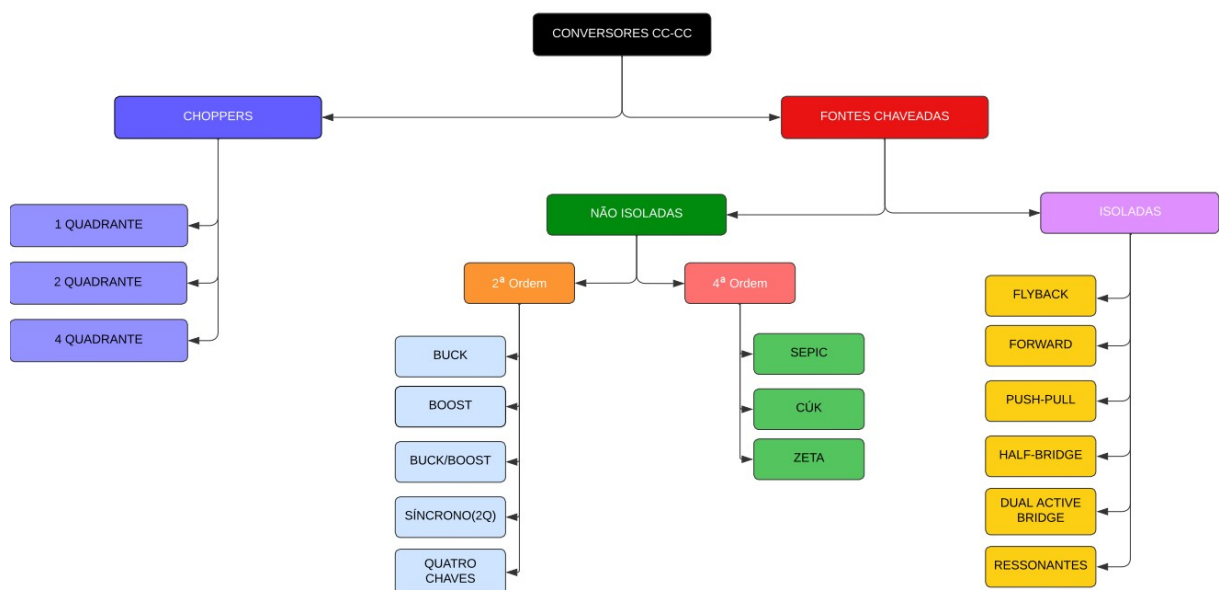 CONVERSORES CC-CC
CHOPPERS
FONTES CHAVEADAS
1 QUADRANTE
2 QUADRANTE
4 QUADRANTE
NÃO ISOLADAS
ISOLADAS
2ª Ordem
4ª Ordem
BUCK
BOOST
BUCK/BOOST
SÍNCRONO(2Q)
QUATRO
CHAVES
SEPIC
CÚK
ZETA
FLYBACK
FORWARD
PUSH-PULL
HALF-BRIDGE
DUAL ACTIVE
BRIDGE
RESSONANTES